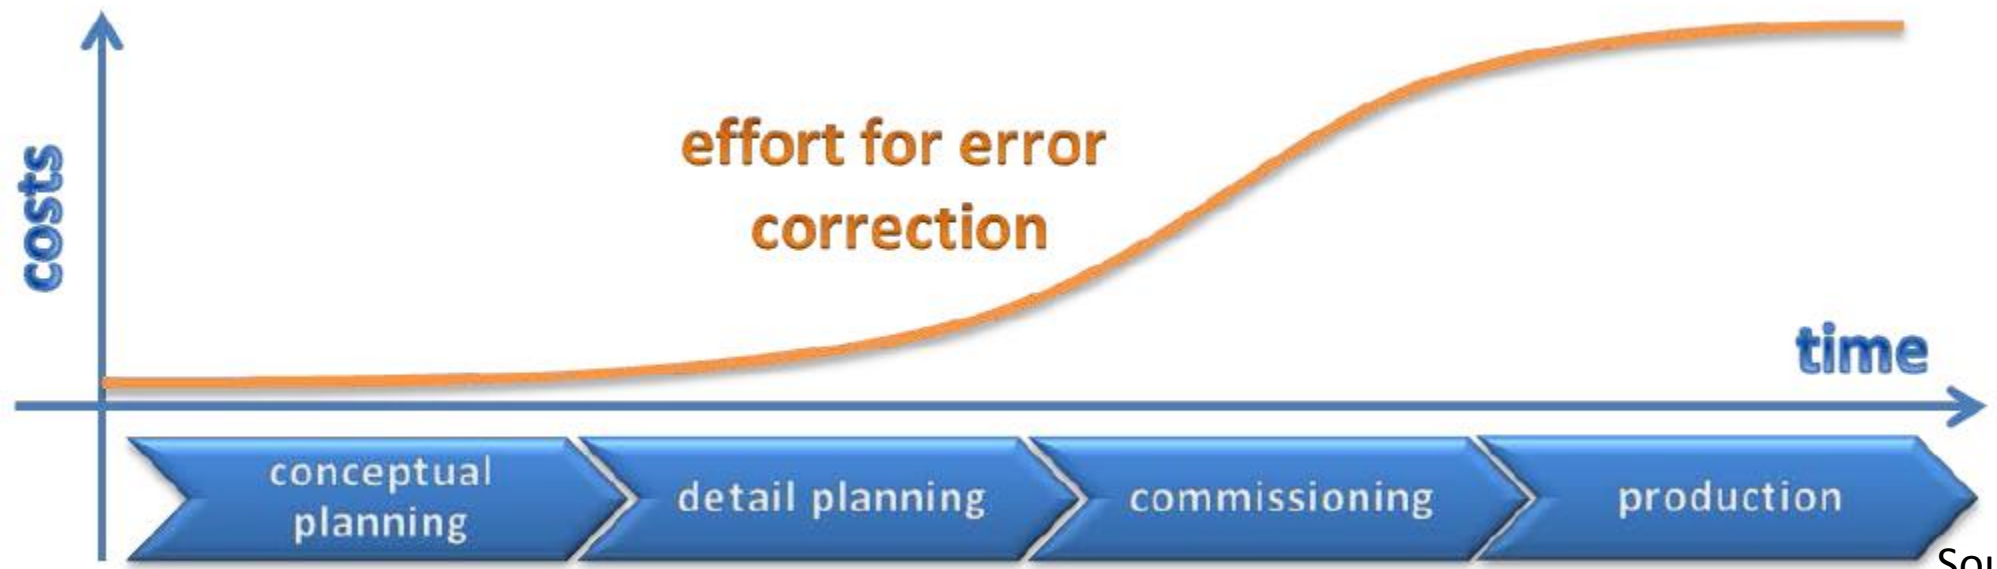 effort for error
correction
costs
time
conceptual
planning
detail planning
commissioning
production